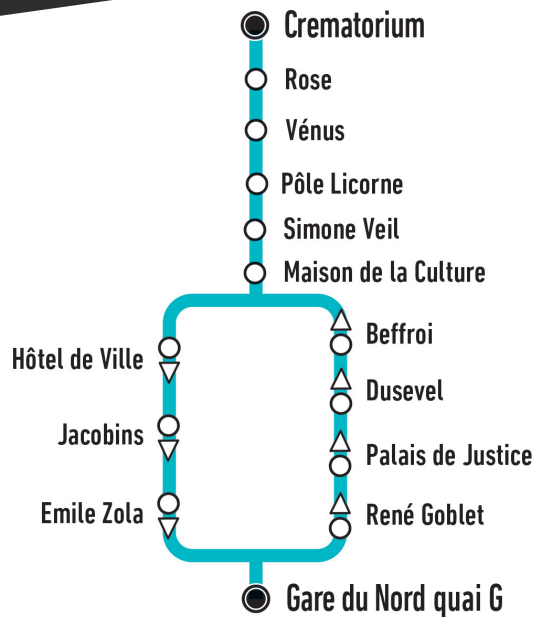 Crematorium
Rose
Vénus
Pôle Licorne
Simone Veil
Maison de la Culture
Beffroi
Hôtel de Ville
Dusevel
Jacobins
Palais de Justice
Emile Zola
René Goblet
Gare du Nord quai G